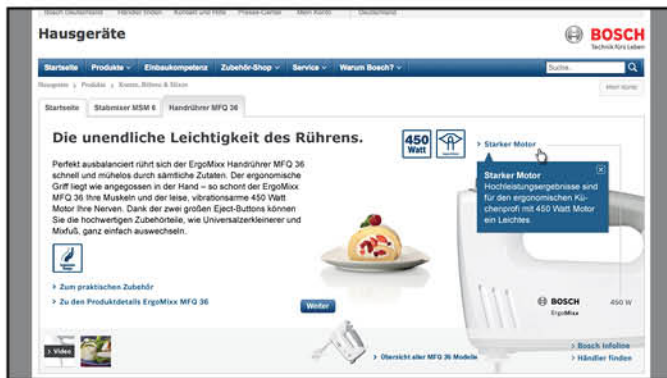 Bosch Deutschland Händler finden Kontakt und Hilfe Presse-Center Mein Konto Deutschland
Hausgeräte
BOSCH
Technik fürs Leben
Startseite Produkte Einbaukompetenz Zubehör-Shop Service Warum Bosch? Suche.
Hausgeräte Produkte Kneten, Rühren & Mixen
Mein Konto
Startseite Stabmixer MSM 6 Handrührer MFQ 36
Die unendliche Leichtigkeit des Rührens.
450
Watt
Starker Motor
Perfekt ausbalanciert rührt sich der ErgoMixx Handrührer MFQ 36
schnell und mühelos durch sämtliche Zutaten. Der ergonomische
Griff liegt wie angegossen in der Hand – so schont der ErgoMixx
MFQ 36 Ihre Muskeln und der leise, vibrationsarme 450 Watt
Motor Ihre Nerven. Dank der zwei großen Eject-Buttons können
Sie die hochwertigen Zubehörteile, wie Universalzerkleinerer und
Mixfuß, ganz einfach auswechseln.
Starker Motor
Hochleistungsergebnisse sind
für den ergonomischen Kü-
chenprofi mit 450 Watt Motor
ein Leichtes.
Zum praktischen Zubehör
Zu den Produktdetails ErgoMixx MFQ 36
Weiter
BOSCH
450 W
ErgoMixx
Video
Übersicht aller MFQ 36 Modelle
Bosch Infoline
Händler finden